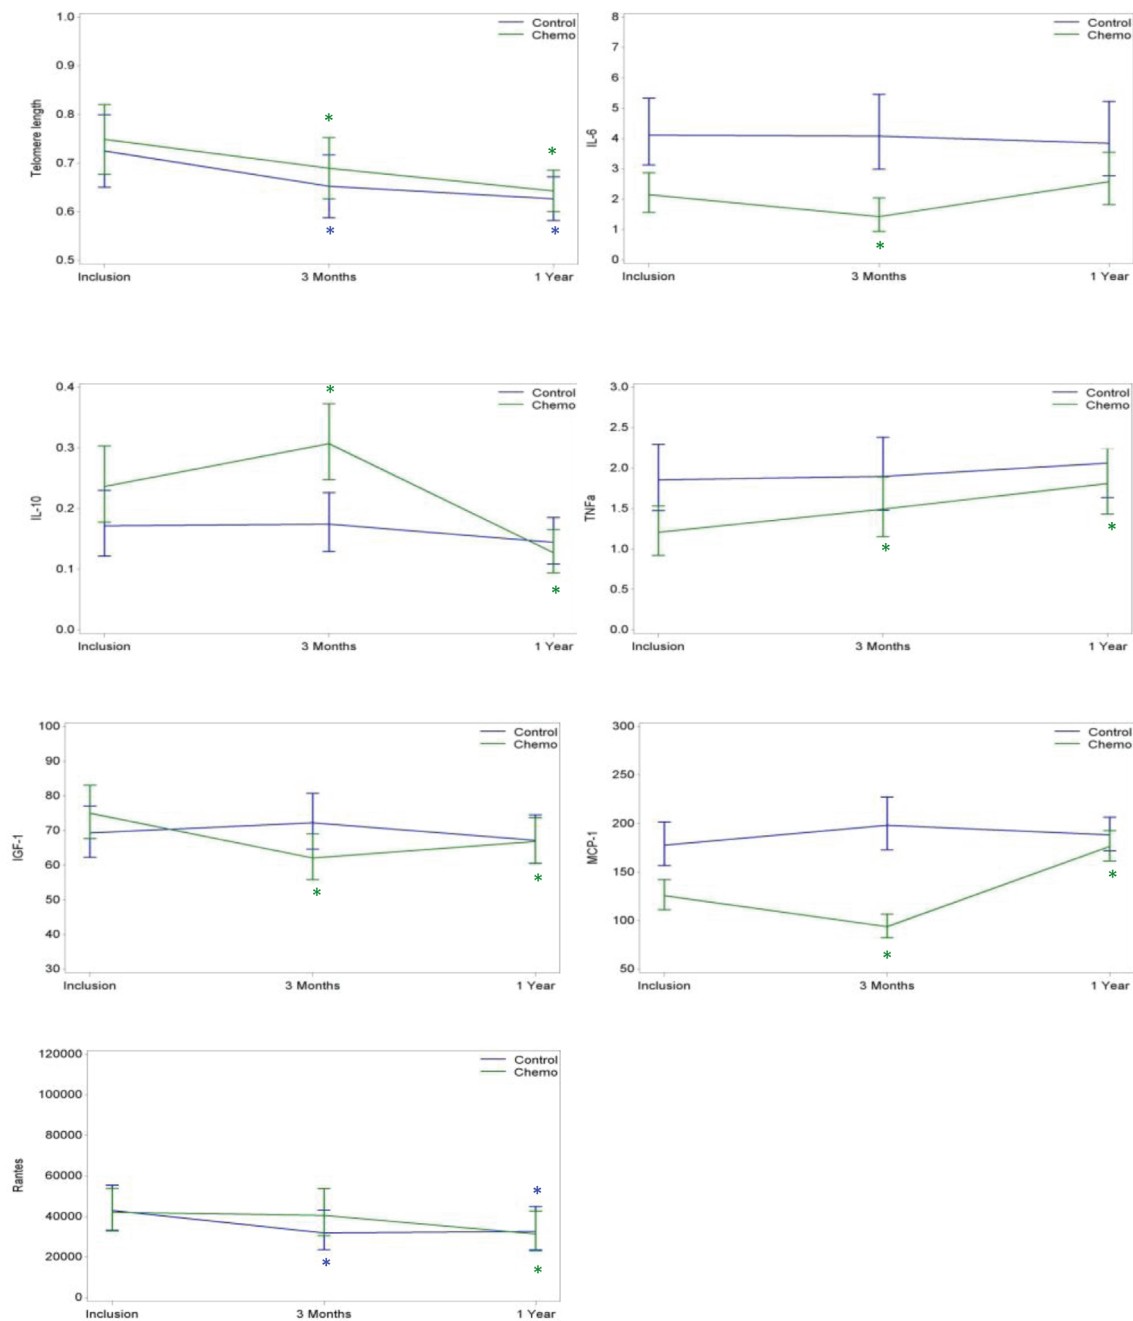 Control
Chemo
Telomere length
1.0
0.9
0.8
0.7
0.6
0.5
*
*
*
*
Inclusion 3 Months 1 Year
Control
Chemo
IL-6
8
7
6
5
4
3
2
1
0
*
Inclusion 3 Months 1 Year
Control
Chemo
IL-10
0.4
0.3
0.2
0.1
0.0
*
*
Inclusion 3 Months 1 Year
Control
Chemo
TNFa
3.0
2.5
2.0
1.5
1.0
0.5
0.0
*
*
Inclusion 3 Months 1 Year
Control
Chemo
IGF-1
100
90
80
70
60
50
40
30
*
*
Inclusion 3 Months 1 Year
Control
Chemo
MCP-1
300
250
200
150
100
50
*
*
Inclusion 3 Months 1 Year
Control
Chemo
Rantes
120000
100000
80000
60000
40000
20000
0
*
*
*
Inclusion 3 Months 1 Year